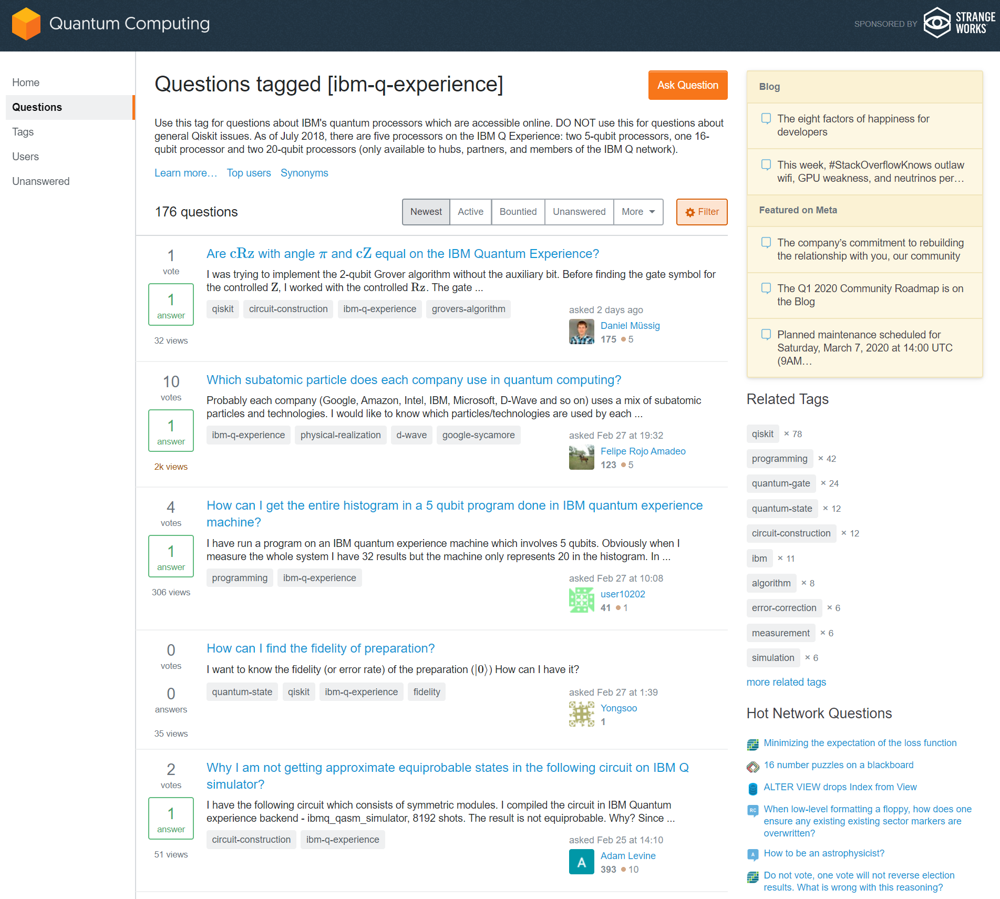 Quantum Computing
SPONSORED BY
STRANGE
WORKS
Home
Questions
Tags
Users
Unanswered
Questions tagged [ibm-q-experience]
Ask Question
Use this tag for questions about IBM's quantum processors which are accessible online. DO NOT use this for questions about
general Qiskit issues. As of July 2018, there are five processors on the IBM Q Experience: two 5-qubit processors, one 16-
qubit processor and two 20-qubit processors (only available to hubs, partners, and members of the IBM Q network).
Learn more… Top users Synonyms
176 questions
Newest Active Bountied Unanswered More
Filter
1
vote
1
answer
32 views
Are cRz with angle π and cZ equal on the IBM Quantum Experience?
I was trying to implement the 2-qubit Grover algorithm without the auxiliary bit. Before finding the gate symbol for
the controlled Z, I worked with the controlled Rz. The gate ...
qiskit circuit-construction ibm-q-experience grovers-algorithm
asked 2 days ago
Daniel Müssig
175 ● 5
10
votes
1
answer
2k views
Which subatomic particle does each company use in quantum computing?
Probably each company (Google, Amazon, Intel, IBM, Microsoft, D-Wave and so on) uses a mix of subatomic
particles and technologies. I would like to know which particles/technologies are used by each ...
ibm-q-experience physical-realization d-wave google-sycamore
asked Feb 27 at 19:32
Felipe Rojo Amadeo
123 ● 5
4
votes
1
answer
306 views
How can I get the entire histogram in a 5 qubit program done in IBM quantum experience
machine?
I have run a program on an IBM quantum experience machine which involves 5 qubits. Obviously when I
measure the whole system I have 32 results but the machine only represents 20 in the histogram. In ...
programming ibm-q-experience
asked Feb 27 at 10:08
user10202
41 ● 1
0
votes
0
answers
35 views
How can I find the fidelity of preparation?
I want to know the fidelity (or error rate) of the preparation (|0⟩) How can I have it?
quantum-state qiskit ibm-q-experience fidelity
asked Feb 27 at 1:39
Yongsoo
1
2
votes
1
answer
51 views
Why I am not getting approximate equiprobable states in the following circuit on IBM Q
simulator?
I have the following circuit which consists of symmetric modules. I compiled the circuit in IBM Quantum
experience backend - ibmq_qasm_simulator, 8192 shots. The result is not equiprobable. Why? Since ...
circuit-construction ibm-q-experience
asked Feb 25 at 14:10
A
Adam Levine
393 ● 10
Blog
The eight factors of happiness for
developers
This week, #StackOverflowKnows outlaw
wifi, GPU weakness, and neutrinos per…
Featured on Meta
The company’s commitment to rebuilding
the relationship with you, our community
The Q1 2020 Community Roadmap is on
the Blog
Planned maintenance scheduled for
Saturday, March 7, 2020 at 14:00 UTC
(9AM…
Related Tags
qiskit × 78
programming × 42
quantum-gate × 24
quantum-state × 12
circuit-construction × 12
ibm × 11
algorithm × 8
error-correction × 6
measurement × 6
simulation × 6
more related tags
Hot Network Questions
Minimizing the expectation of the loss function
16 number puzzles on a blackboard
ALTER VIEW drops Index from View
RC
When low-level formatting a floppy, how does one
ensure any existing existing sector markers are
overwritten?
A
How to be an astrophysicist?
Do not vote, one vote will not reverse election
results. What is wrong with this reasoning?